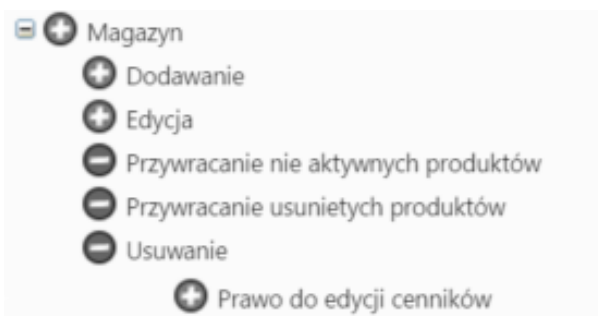 Magazyn
Dodawanie
Edycja
Przywracanie nie aktywnych produktów
Przywracanie usunietych produktów
Usuwanie
Prawo do edycji cenników